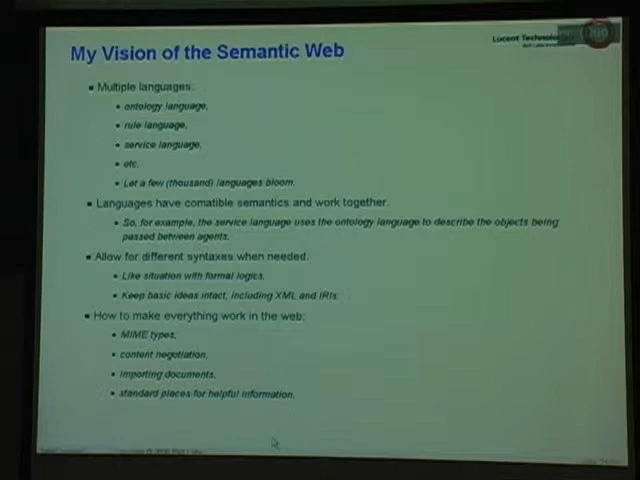 My Vision of the Semantic Web
Lucent Technologies
▪ Multiple languages:
• ontology language,
• rule language,
• service language,
• etc.
• Let a few (thousand) languages bloom.
▪ Languages have comatible semantics and work together.
• So, for example, the service language uses the ontology language to describe the objects being
passed between agents.
▪ Allow for different syntaxes when needed.
• Like situation with formal logics.
• Keep basic ideas intact, including XML and IRIs.
▪ How to make everything work in the web:
• MIME types,
• content negotiation,
• importing documents,
• standard places for helpful information.